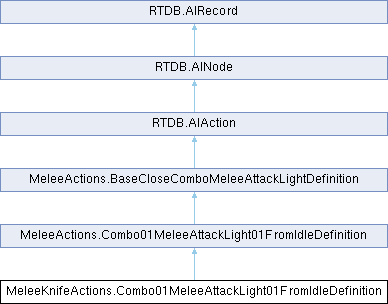 RTDB.AIRecord
RTDB.AINode
RTDB.AIAction
MeleeActions.BaseCloseComboMeleeAttackLightDefinition
MeleeActions.Combo01MeleeAttackLight01FromIdleDefinition
MeleeKnifeActions.Combo01MeleeAttackLight01FromIdleDefinition